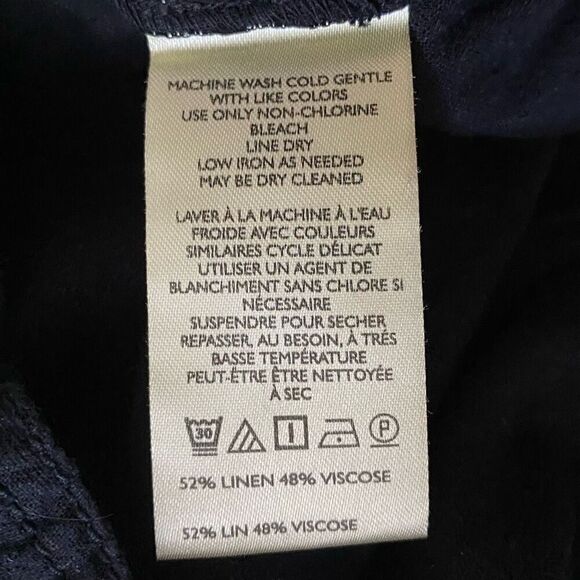 MACHINE WASH COLD GENTLE
WITH LIKE COLORS
USE ONLY NON-CHLORINE
BLEACH
LINE DRY
LOW IRON AS NEEDED
MAY BE DRY CLEANED
LAVER À LA MACHINE À L'EAU
FROIDE AVEC COULEURS
SIMILAIRES CYCLE DÉLICAT
UTILISER UN AGENT DE
BLANCHIMENT SANS CHLORE SI
NÉCESSAIRE
SUSPENDRE POUR SECHER
REPASSER, AU BESOIN, À TRÉS
BASSE TEMPÉRATURE
PEUT-ÊTRE ÊTRE NETTOYÉE
À SEC
30 P
52% LINEN 48% VISCOSE
52% LIN 48% VISCOSE